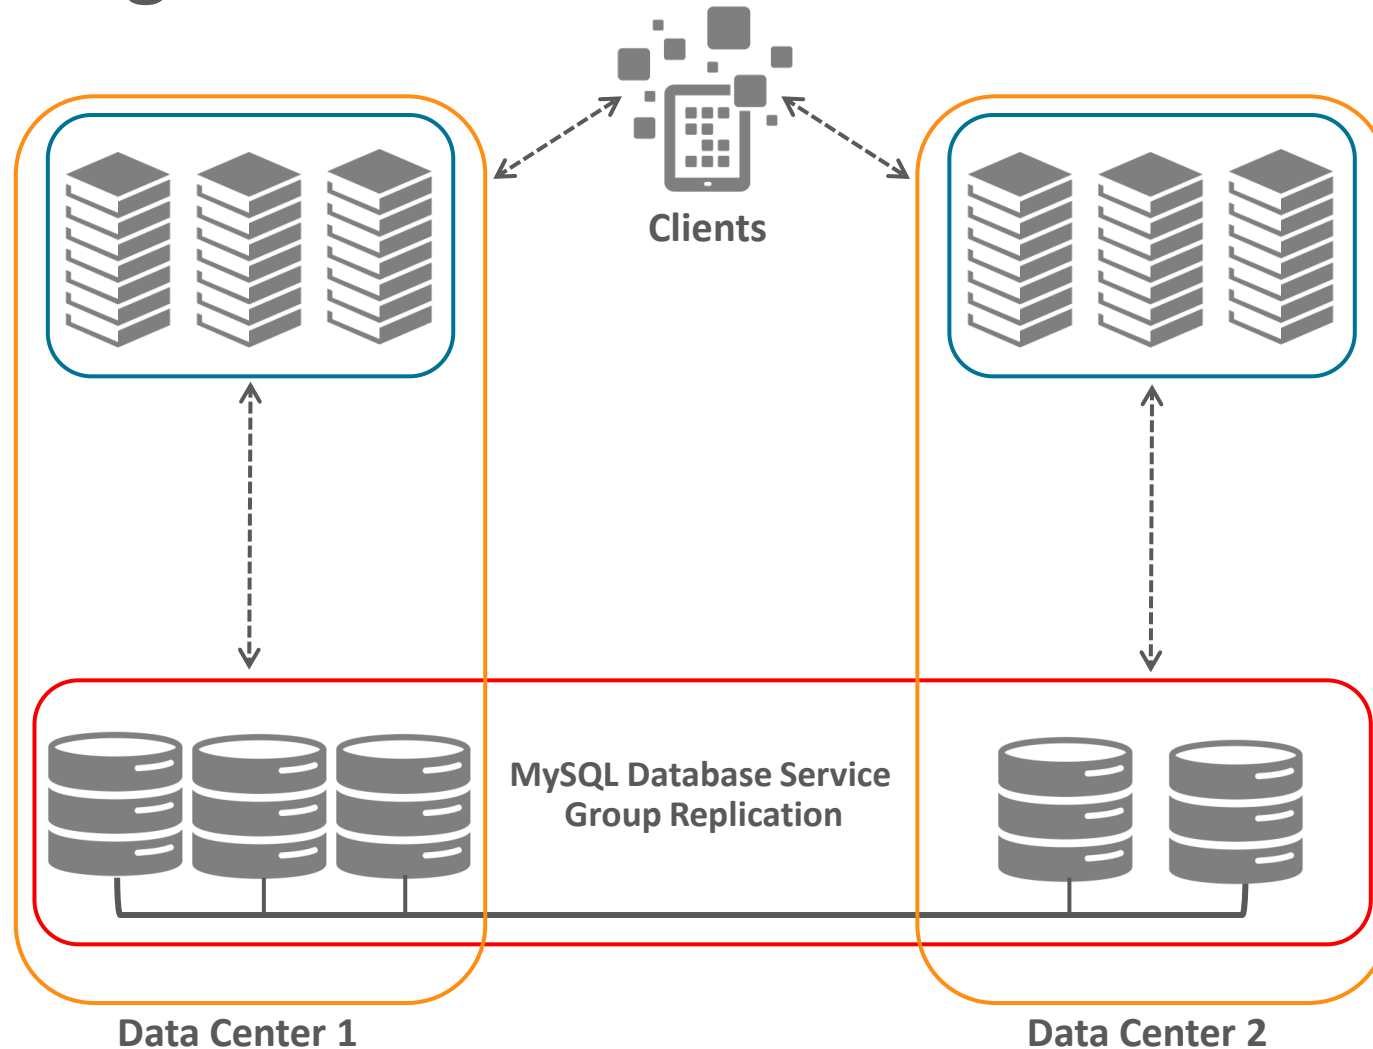 Clients
MySQL Database Service
Group Replication
Data Center 1
Data Center 2